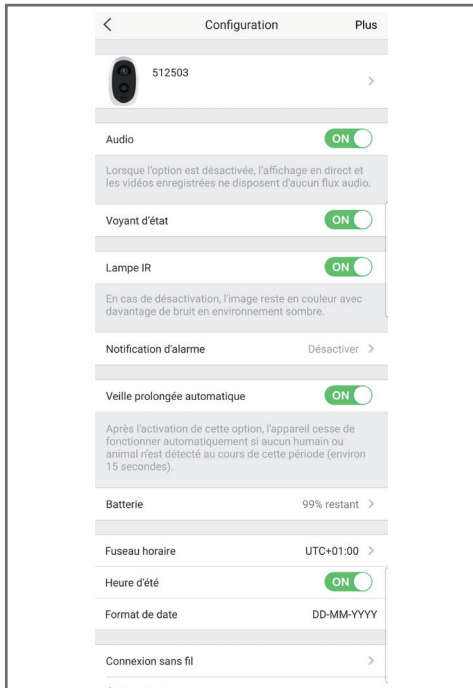 Configuration Plus
512503
Audio ON
Lorsque l'option est désactivée, l'affichage en direct et
les vidéos enregistrées ne disposent d'aucun flux audio.
Voyant d'état ON
Lampe IR ON
En cas de désactivation, l'image reste en couleur avec
davantage de bruit en environnement sombre.
Notification d'alarme Désactiver
Veille prolongée automatique ON
Après l'activation de cette option, l'appareil cesse de
fonctionner automatiquement si aucun humain ou
animal n'est détecté au cours de cette période (environ
15 secondes).
Batterie 99% restant
Fuseau horaire UTC+01:00
Heure d'été ON
Format de date DD-MM-YYYY
Connexion sans fil